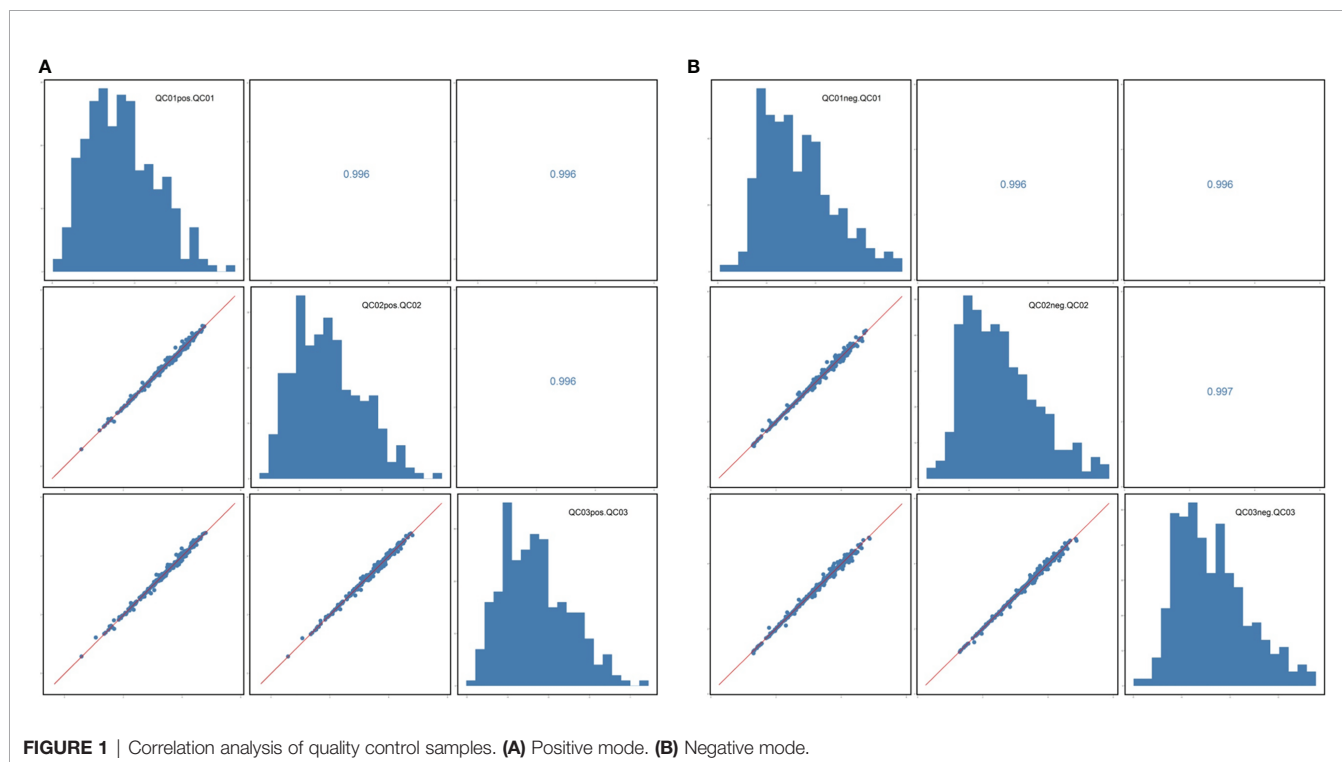 A
B
QC01pos.QC01
0.996
0.996
QC01neg.QC01
0.996
0.996
QC02pos.QC02
0.996
QC02neg.QC02
0.997
QC03pos.QC03
QC03neg.QC03
FIGURE 1 | Correlation analysis of quality control samples. (A) Positive mode. (B) Negative mode.